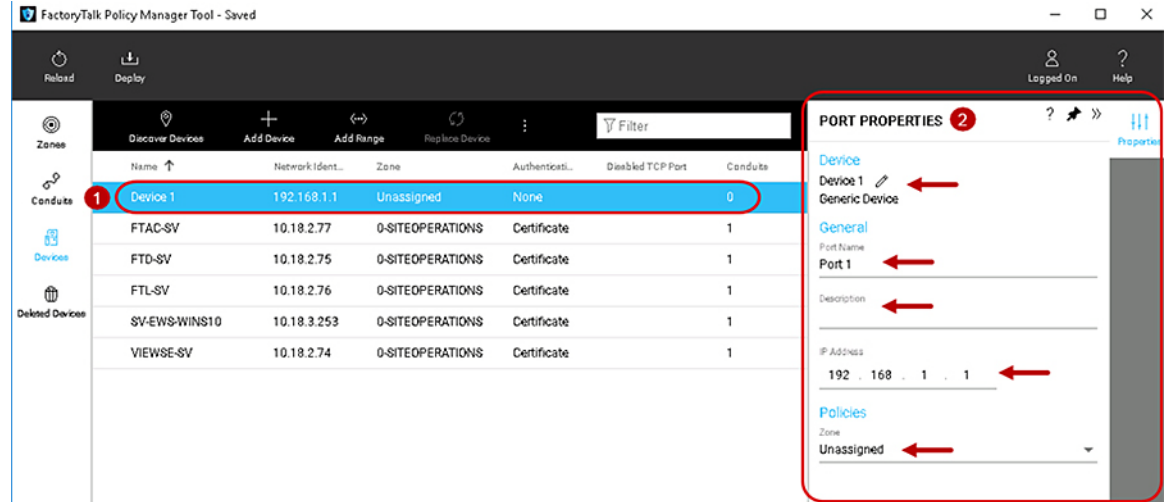 FactoryTalk Policy Manager Tool - Saved
Reload
Deploy
Logged On
Help
Zones
Conduits
Devices
Deleted Devices
Discover Devices
Add Device
Add Range
Replace Device
Filter
Name Network Ident... Zone Authenticati... Disabled TCP Port Conduits
1
Device 1 192.168.1.1 Unassigned None 0
FTAC-SV 10.18.2.77 0-SITEOPERATIONS Certificate 1
FTD-SV 10.18.2.75 0-SITEOPERATIONS Certificate 1
FTL-SV 10.18.2.76 0-SITEOPERATIONS Certificate 1
SV-EWS-WINS10 10.18.3.253 0-SITEOPERATIONS Certificate 1
VIEWSE-SV 10.18.2.74 0-SITEOPERATIONS Certificate 1
PORT PROPERTIES 2
?
Properties
Device
Device 1
Generic Device
General
Port Name
Port 1
Description
IP Address
192 . 168 . 1 . 1
Policies
Zone
Unassigned